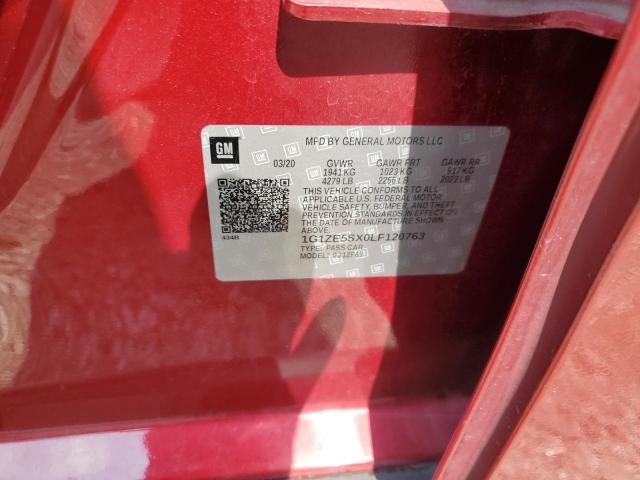 GM
MFD BY GENERAL MOTORS LLC
03/20 GVWR GAWR FRT GAWR RR
1941 KG 1023 KG 917 KG
4279 LB 2256 LB 2022 LB
THIS VEHICLE CONFORMS TO ALL
APPLICABLE U.S. FEDERAL MOTOR
VEHICLE SAFETY, BUMPER, AND THEFT
PREVENTION STANDARDS IN EFFECT ON
THE DATE OF MANUFACTURE SHOWN
ABOVE.
434B 1G1ZE5SX0LF120763
TYPE: PASS CAR
MODEL: